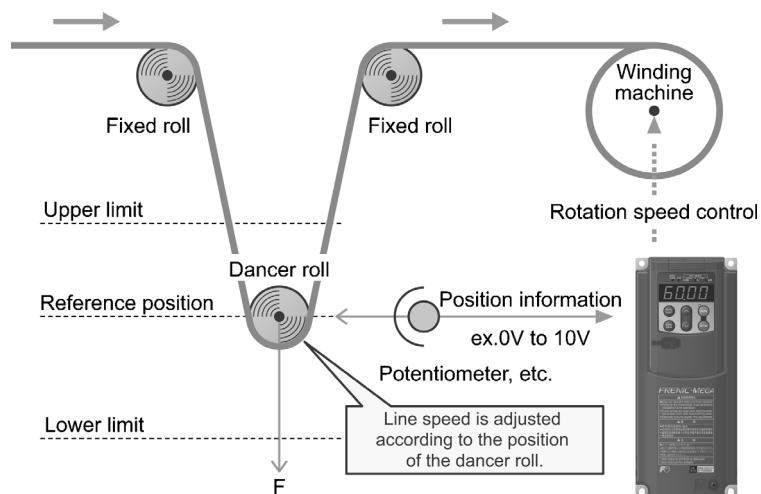 Fixed roll
Fixed roll
Winding
machine
Upper limit
Rotation speed control
Dancer roll
Reference position
Position information
ex.0V to 10V
60.00
Potentiometer, etc.
FRENIC-MEGA
Line speed is adjusted
according to the position
of the dancer roll.
Lower limit
F